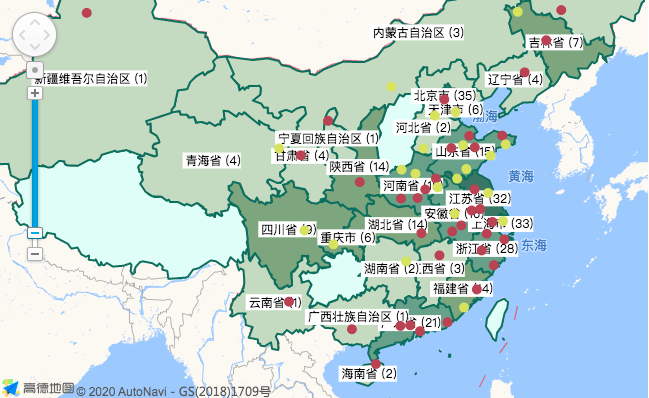 内蒙古自治区 (3)
吉林省 (7)
新疆维吾尔自治区 (1)
辽宁省 (4)
北京市 (35)
天津市 (6)
渤海
河北省 (2)
宁夏回族自治区 (1)
山东省 (15)
青海省 (4)
甘肃省 (4)
陕西省 (14)
黄海
河南省 (1
江苏省 (32)
安徽省
上海市 (33)
四川省 (9)
湖北省 (14)
重庆市 (6)
浙江省 (28)
东海
湖南省 (2)
江西省 (3)
福建省
云南省
广西壮族自治区 (1)
(21)
海南省 (2)
高德地图 © 2020 AutoNavi - GS(2018)1709号